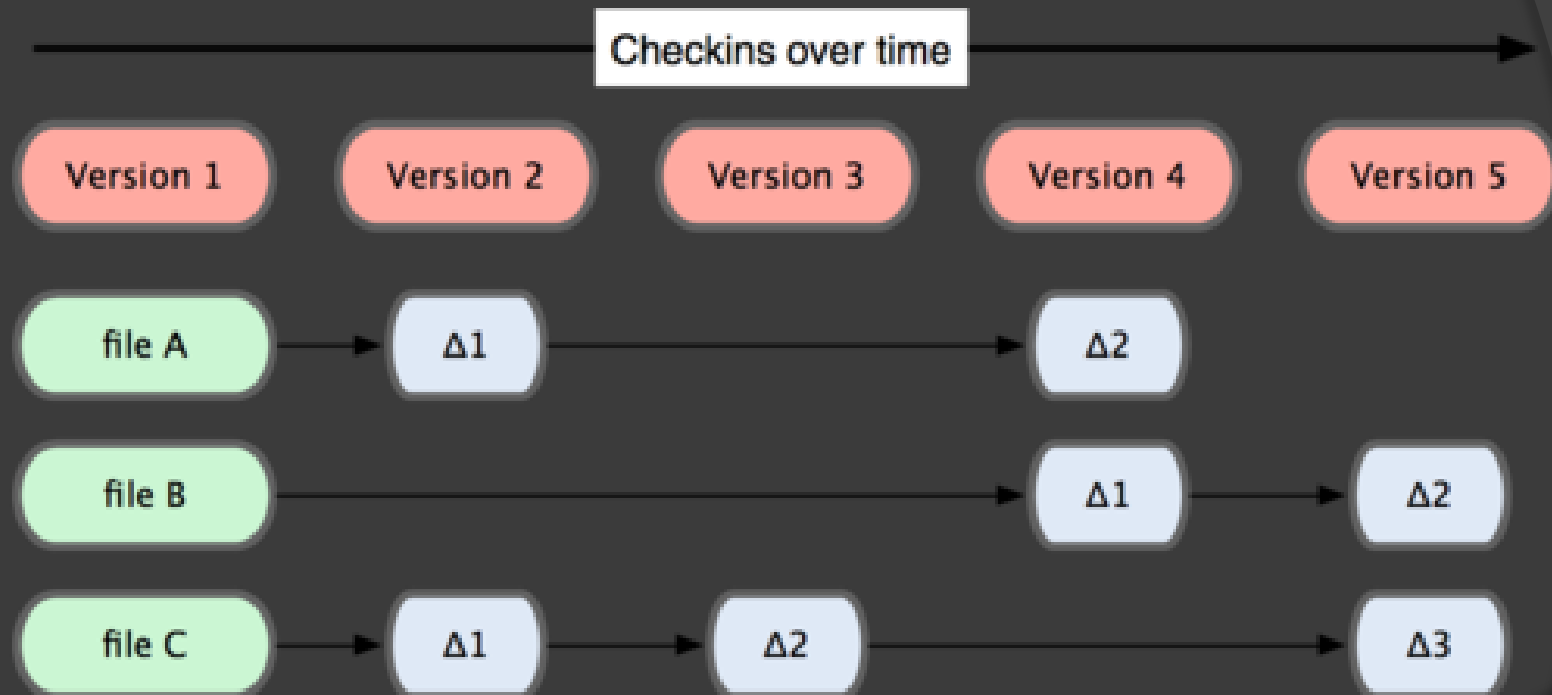 Checkins over time
Version 1 Version 2 Version 3 Version 4 Version 5
file A Δ1 Δ2
file B Δ1 Δ2
file C Δ1 Δ2 Δ3